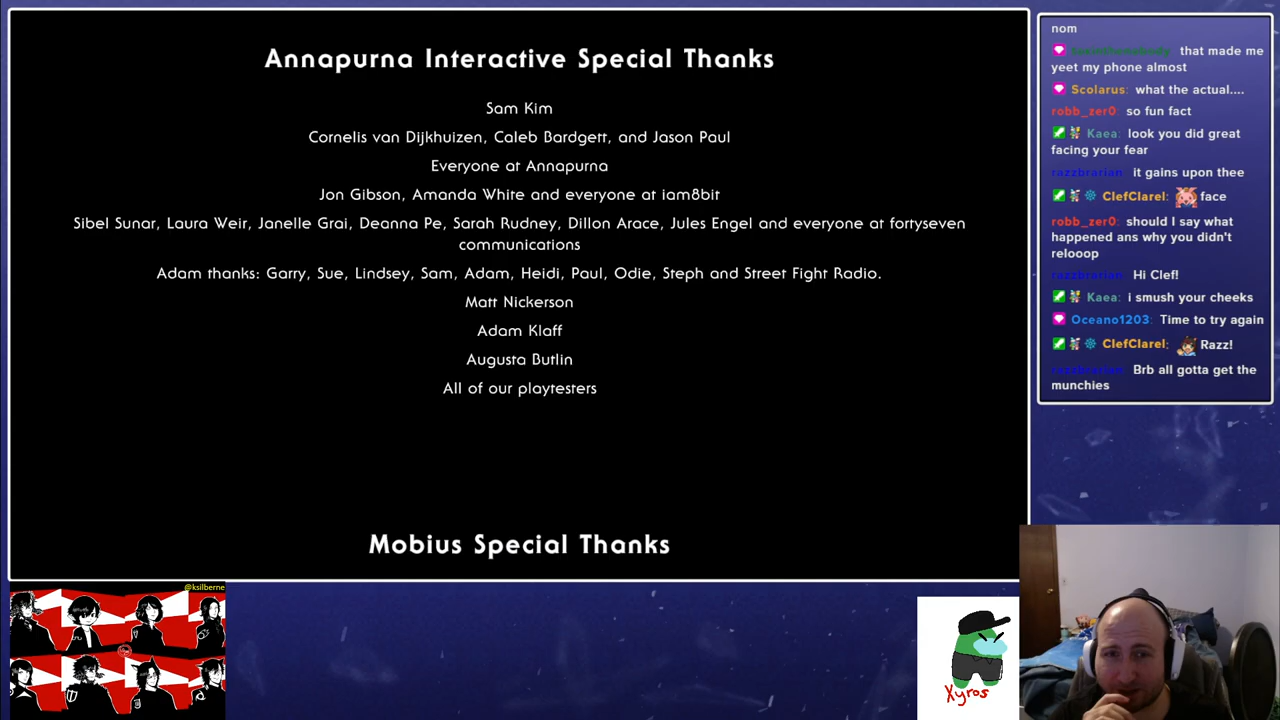 Annapurna Interactive Special Thanks
Sam Kim
Cornelis van Dijkhuizen, Caleb Bardgett, and Jason Paul
Everyone at Annapurna
Jon Gibson, Amanda White and everyone at iam8bit
Sibel Sunar, Laura Weir, Janelle Grai, Deanna Pe, Sarah Rudney, Dillon Arace, Jules Engel and everyone at fortyseven
communications
Adam thanks: Garry, Sue, Lindsey, Sam, Adam, Heidi, Paul, Odie, Steph and Street Fight Radio.
Matt Nickerson
Adam Klaff
Augusta Butlin
All of our playtesters
Mobius Special Thanks
nom
that made me
yeet my phone almost
Scolarus: what the actual....
robb_zer0: so fun fact
Kaea: look you did great
facing your fear
razzbrarian: it gains upon thee
ClefClarel: face
robb_zer0: should I say what
happened ans why you didn't
relooop
razzbrarian: Hi Clef!
Kaea: i smush your cheeks
Oceano1203: Time to try again
ClefClarel: Razz!
razzbrarian: Brb all gotta get the
munchies
@ksilberne
Xyros